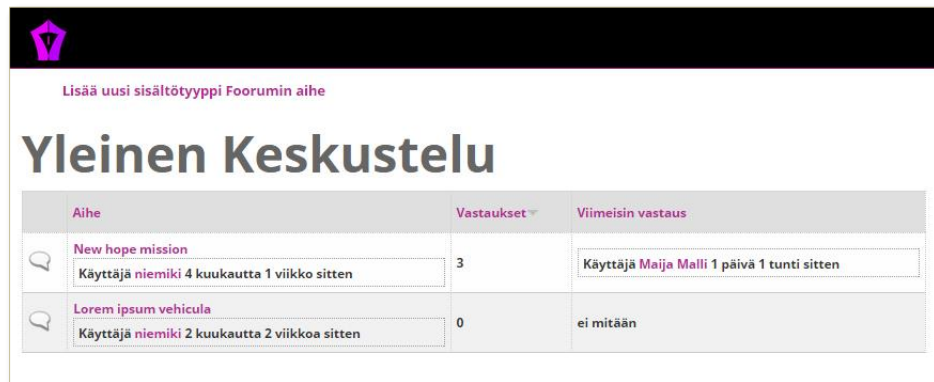 Lisää uusi sisältötyyppi Foorumin aihe
Yleinen Keskustelu
Aihe Vastaukset Viimeisin vastaus
New hope mission
Käyttäjä niemiki 4 kuukautta 1 viikko sitten
3
Käyttäjä Maija Malli 1 päivä 1 tunti sitten
Lorem ipsum vehicula
Käyttäjä niemiki 2 kuukautta 2 viikkoa sitten
0
ei mitään